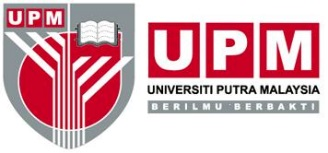 UPM
UPM
UNIVERSITI PUTRA MALAYSIA
BERILMU BERBAKTI